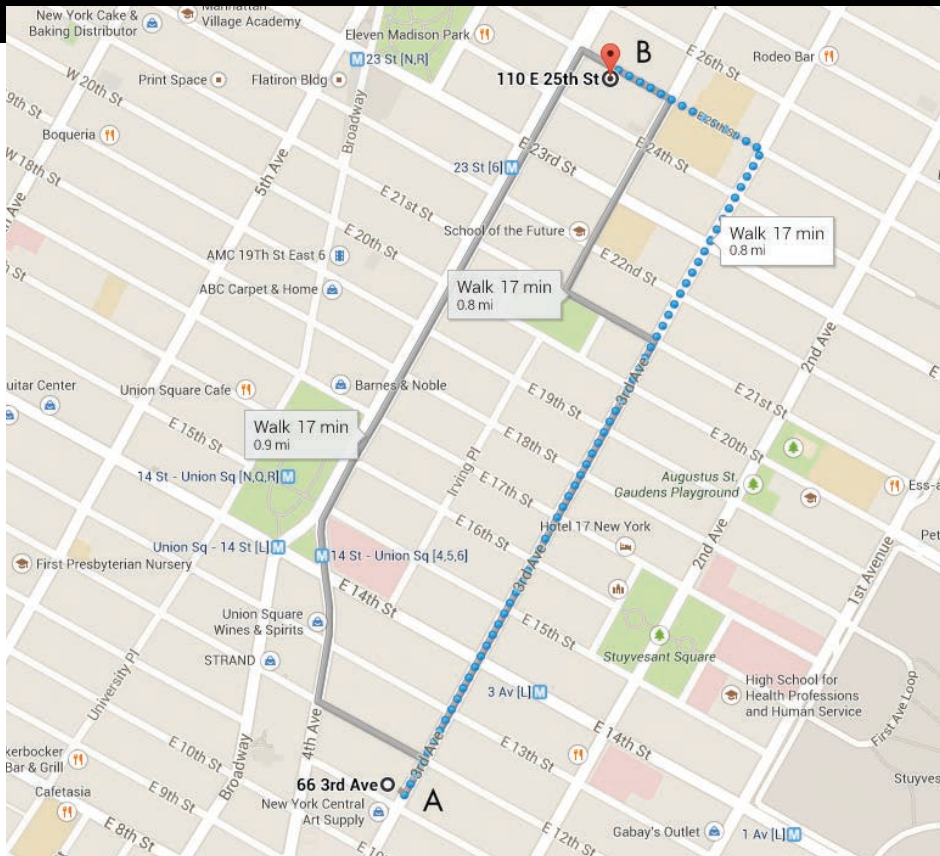 New York Cake &
Baking Distributor
Manhattan
Village Academy
Eleven Madison Park
23 St [N,R]
B
110 E 25th St
E 26th St
Rodeo Bar
W 20th St
Print Space
Flatiron Bldg
Broadway
E 25th St
Boqueria
5th Ave
E 23rd St
E 24th St
W 18th St
23 St [6]
E 21st St
School of the Future
Walk 17 min
0.8 mi
E 20th St
AMC 19Th St East 6
E 22nd St
ABC Carpet & Home
Walk 17 min
0.8 mi
2nd Ave
Guitar Center
Union Square Cafe
Barnes & Noble
3rd Ave
E 19th St
E 21st St
E 15th St
Walk 17 min
0.9 mi
E 18th St
E 20th St
14 St - Union Sq [N,Q,R]
Irving Pl
E 17th St
Augustus St.
Gaudens Playground
E 16th St
Hotel 17 New York
Union Sq - 14 St [L]
14 St - Union Sq [4,5,6]
3rd Ave
2nd Ave
1st Avenue
First Presbyterian Nursery
E 14th St
E 15th St
Union Square
Wines & Spirits
STRAND
Stuyvesant Square
University Pl
3 Av [L]
High School for
Health Professions
and Human Service
First Ave Loop
4th Ave
3rd Ave
E 14th St
E 10th St
Broadway
E 13th St
Bar & Grill
E 9th St
66 3rd Ave
A
Cafetasia
New York Central
Art Supply
E 8th St
E 12th St
Gabay's Outlet
1 Av [L]